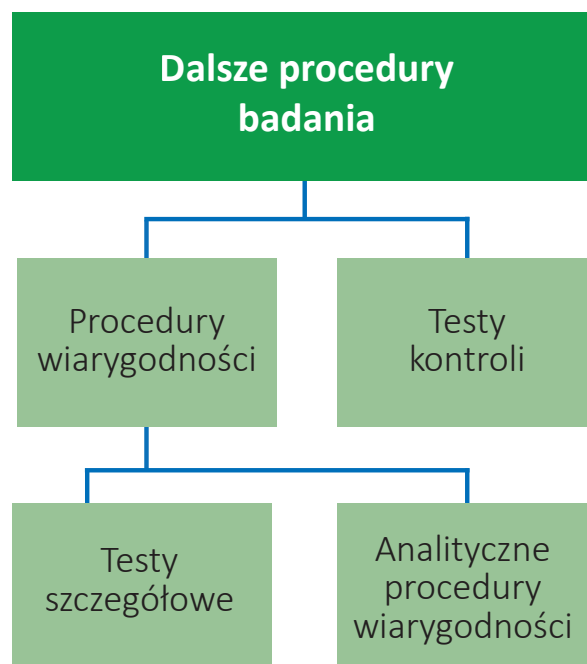 Dalsze procedury
badania
Procedury
wiarygodności
Testy
kontroli
Testy
szczegółowe
Analityczne
procedury
wiarygodności